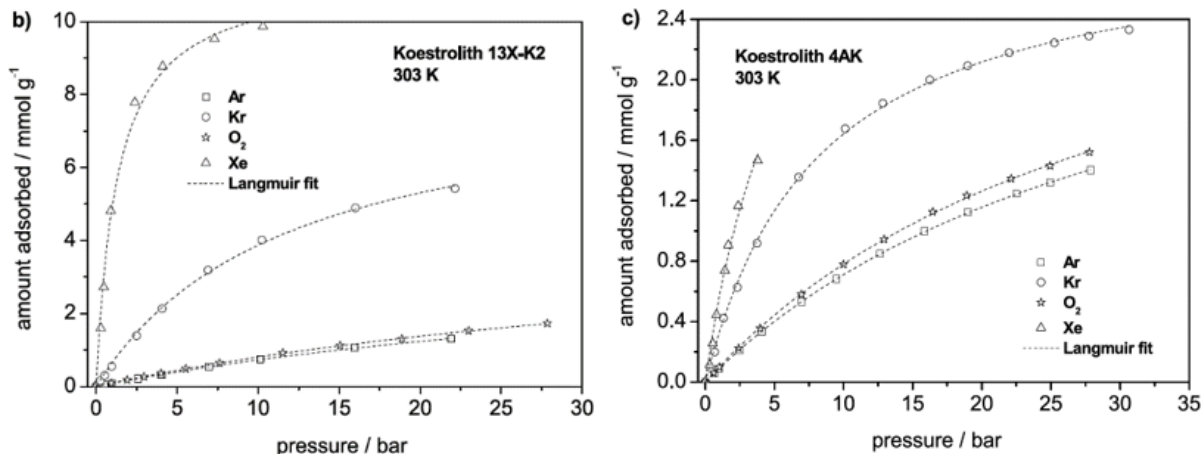 b)
Koestrolith 13X-K2
303 K
Ar
Kr
O₂
Xe
Langmuir fit
amount adsorbed / mmol g⁻¹
10
8
6
4
2
0
0 5 10 15 20 25 30
pressure / bar
c)
Koestrolith 4AK
303 K
Ar
Kr
O₂
Xe
Langmuir fit
amount adsorbed / mmol g⁻¹
2.4
2.0
1.6
1.2
0.8
0.4
0.0
0 5 10 15 20 25 30 35
pressure / bar